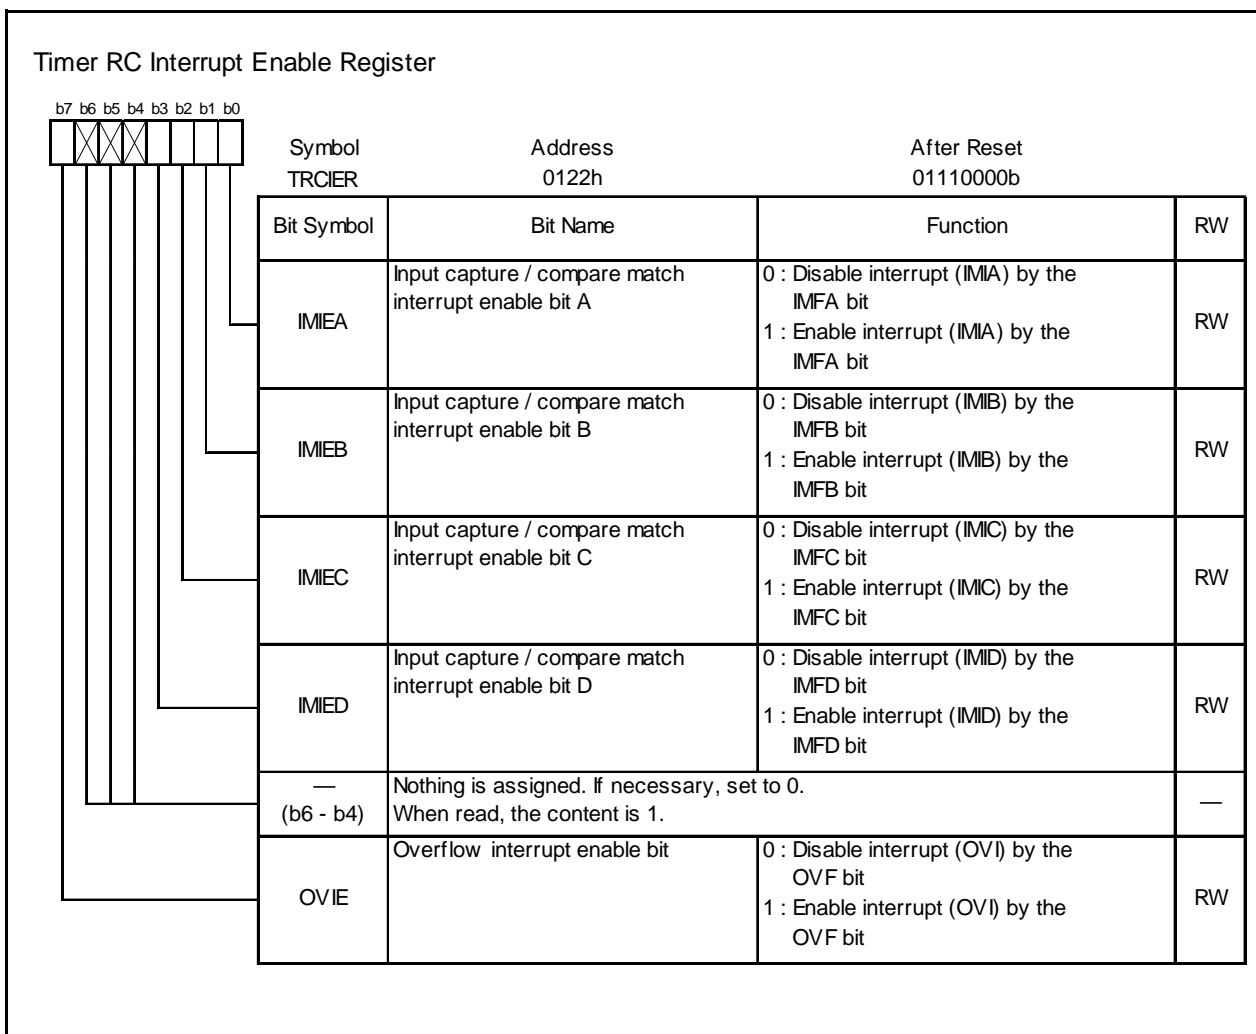 Timer RC Interrupt Enable Register
b7 b6 b5 b4 b3 b2 b1 b0
Symbol Address After Reset
TRCIER 0122h 01110000b
Bit Symbol Bit Name Function RW
IMIEA
Input capture / compare match
interrupt enable bit A
0 : Disable interrupt (IMIA) by the
IMFA bit
1 : Enable interrupt (IMIA) by the
IMFA bit
RW
IMIEB
Input capture / compare match
interrupt enable bit B
0 : Disable interrupt (IMIB) by the
IMFB bit
1 : Enable interrupt (IMIB) by the
IMFB bit
RW
IMIEC
Input capture / compare match
interrupt enable bit C
0 : Disable interrupt (IMIC) by the
IMFC bit
1 : Enable interrupt (IMIC) by the
IMFC bit
RW
IMIED
Input capture / compare match
interrupt enable bit D
0 : Disable interrupt (IMID) by the
IMFD bit
1 : Enable interrupt (IMID) by the
IMFD bit
RW
—
(b6 - b4)
Nothing is assigned. If necessary, set to 0.
When read, the content is 1.
—
OVIE
Overflow interrupt enable bit
0 : Disable interrupt (OVI) by the
OVF bit
1 : Enable interrupt (OVI) by the
OVF bit
RW